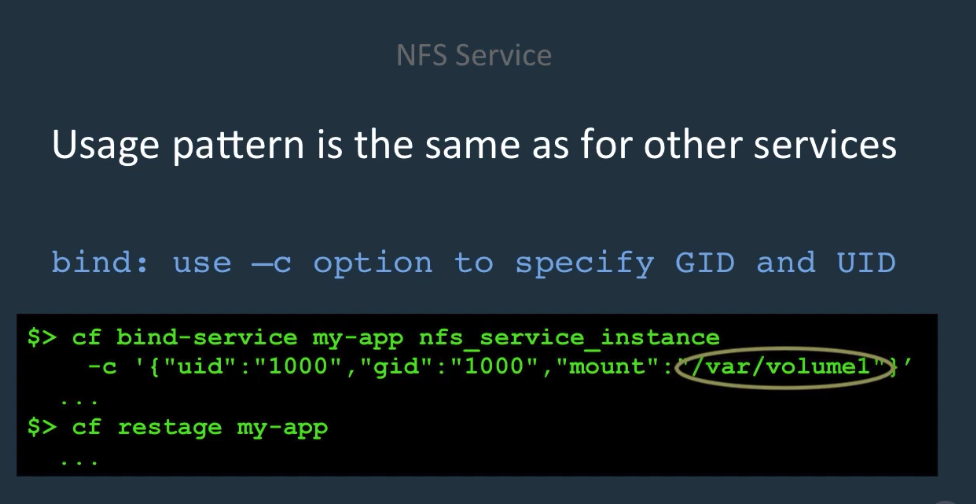 NFS Service
Usage pattern is the same as for other services
bind: use –c option to specify GID and UID
$> cf bind-service my-app nfs_service_instance
-c '{"uid":"1000","gid":"1000","mount":"/var/volume1"}’
...
$> cf restage my-app
...